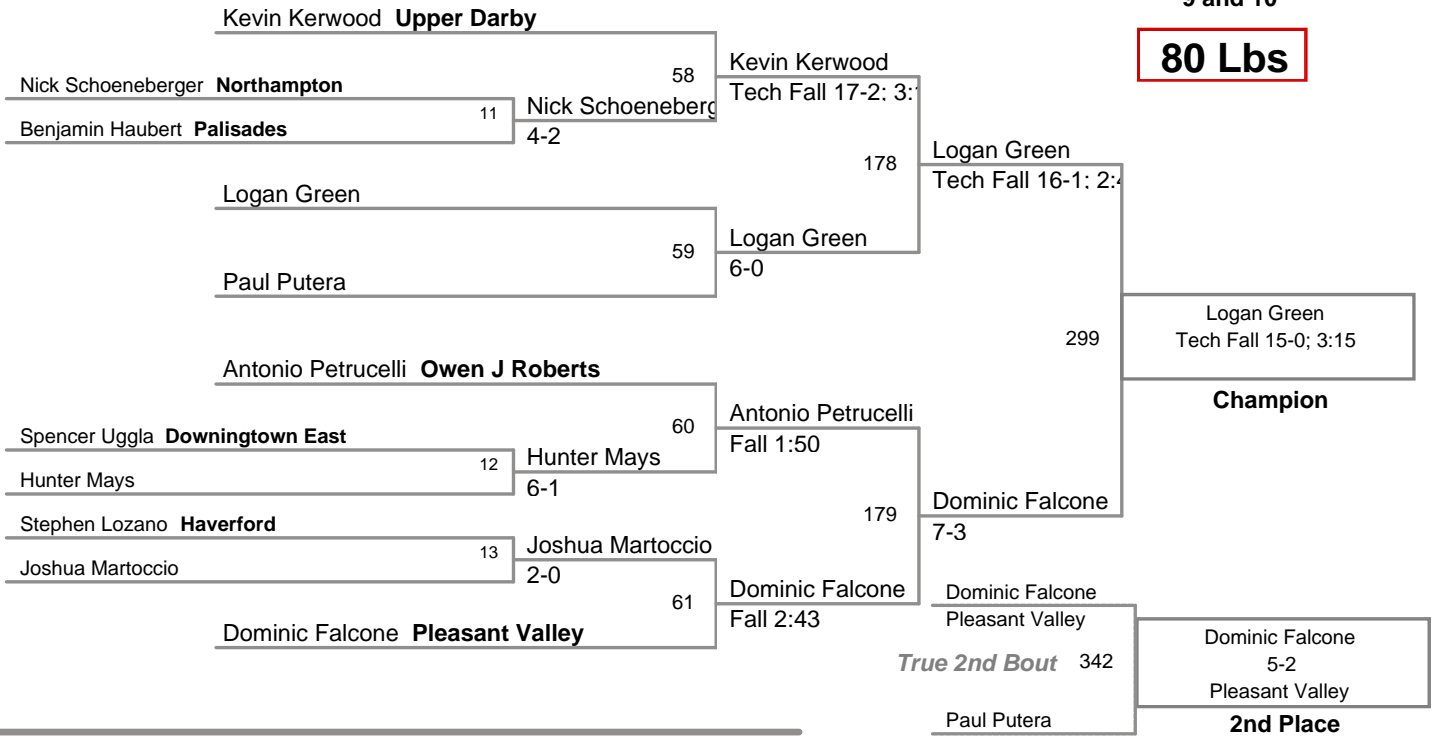 9 and 10
80 Lbs
Kevin Kerwood Upper Darby
58
Kevin Kerwood
Tech Fall 17-2; 3:
Nick Schoeneberger Northampton
11
Nick Schoeneberg
4-2
Benjamin Haubert Palisades
178
Logan Green
Tech Fall 16-1; 2:4
Logan Green
59
Logan Green
6-0
Paul Putera
299
Logan Green
Tech Fall 15-0; 3:15
Champion
Antonio Petrucelli Owen J Roberts
60
Antonio Petrucelli
Fall 1:50
Spencer Uggla Downingtown East
12
Hunter Mays
6-1
Hunter Mays
179
Dominic Falcone
7-3
Stephen Lozano Haverford
13
Joshua Martoccio
2-0
Joshua Martoccio
61
Dominic Falcone
Fall 2:43
Dominic Falcone Pleasant Valley
Dominic Falcone
Pleasant Valley
True 2nd Bout 342
Paul Putera
Dominic Falcone
5-2
Pleasant Valley
2nd Place